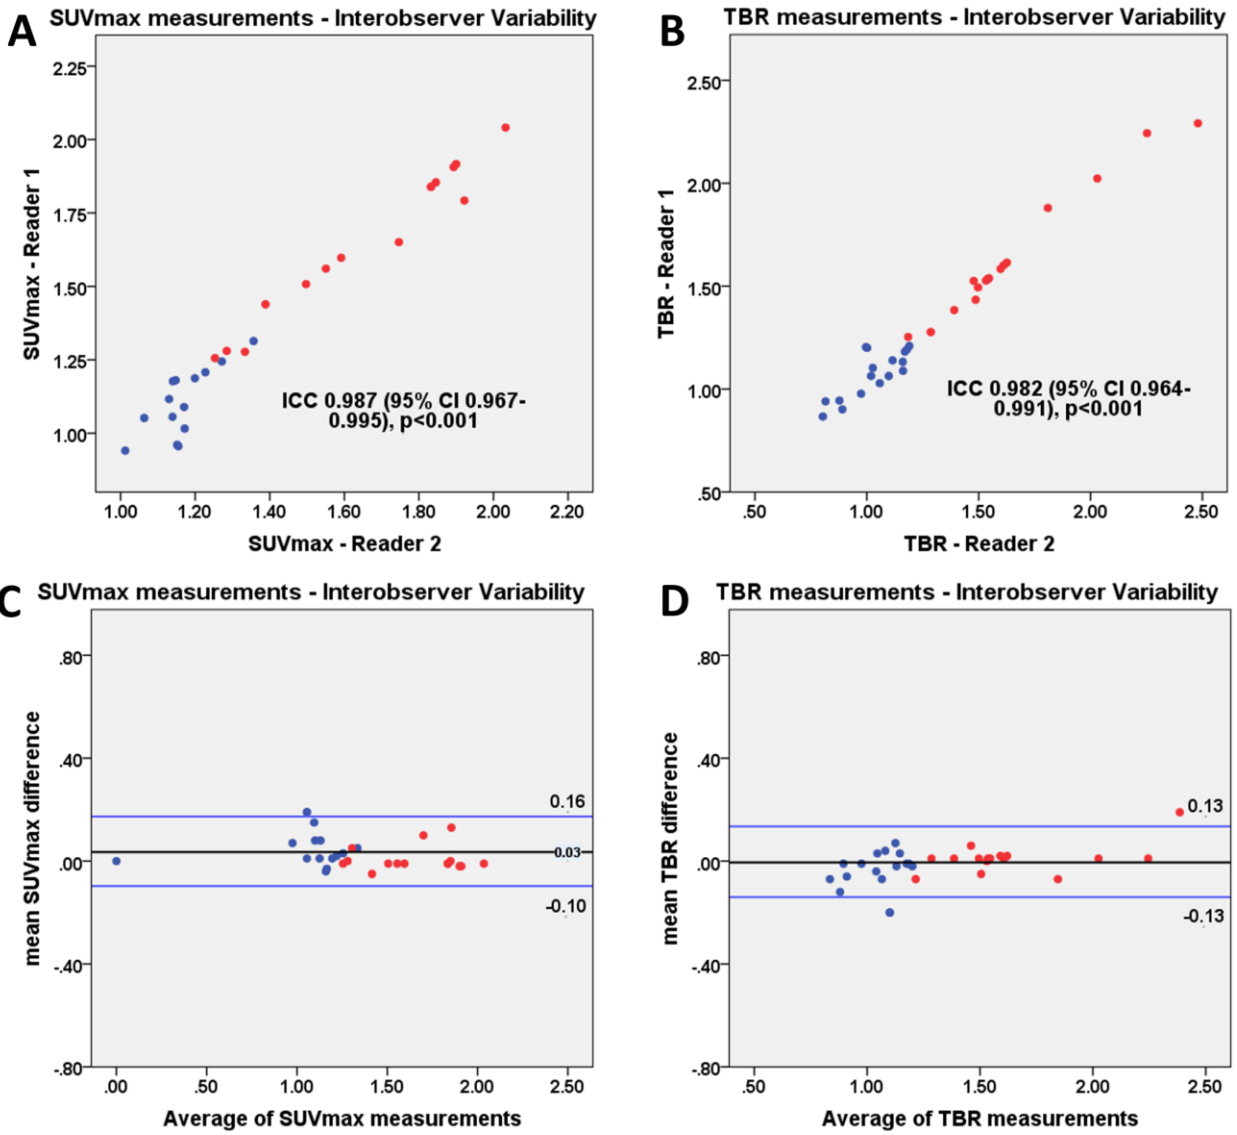 A
SUVmax measurements - Interobserver Variability
SUVmax - Reader 1
2.25
2.00
1.75
1.50
1.25
1.00
ICC 0.987 (95% CI 0.967-
0.995), p<0.001
1.00 1.20 1.40 1.60 1.80 2.00 2.20
SUVmax - Reader 2
B
TBR measurements - Interobserver Variability
TBR - Reader 1
2.50
2.00
1.50
1.00
.50
ICC 0.982 (95% CI 0.964-
0.991), p<0.001
.50 1.00 1.50 2.00 2.50
TBR - Reader 2
C
SUVmax measurements - Interobserver Variability
mean SUVmax difference
.80
.40
.00
-.40
-.80
0.16
0.03
-0.10
.00 .50 1.00 1.50 2.00 2.50
Average of SUVmax measurements
D
TBR measurements - Interobserver Variability
mean TBR difference
.80
.40
.00
-.40
-.80
0.13
-0.13
.50 1.00 1.50 2.00 2.50
Average of TBR measurements